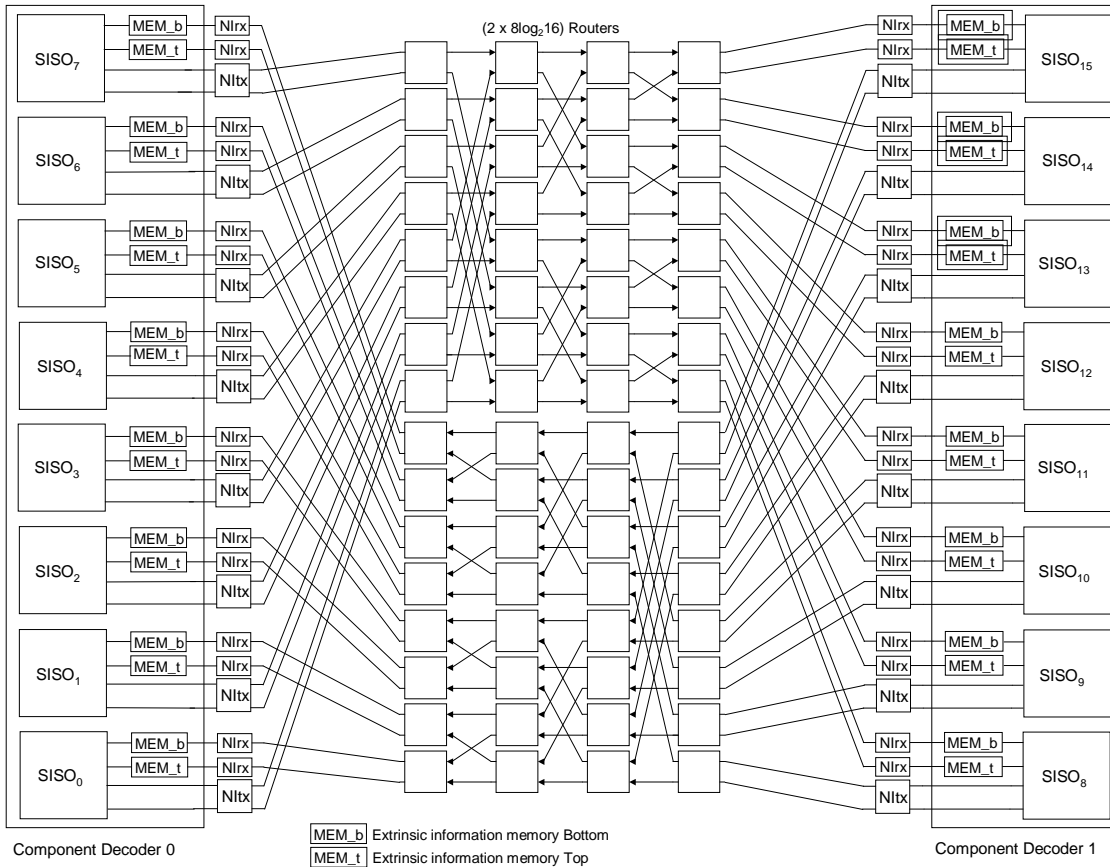 (2 x 8log₂16) Routers
MEM_b NIrx
MEM_t NIrx
SISO₇
NItx
MEM_b NIrx
MEM_t NIrx
SISO₆
NItx
MEM_b NIrx
MEM_t NIrx
SISO₅
NItx
MEM_b NIrx
MEM_t NIrx
SISO₄
NItx
MEM_b NIrx
MEM_t NIrx
SISO₃
NItx
MEM_b NIrx
MEM_t NIrx
SISO₂
NItx
MEM_b NIrx
MEM_t NIrx
SISO₁
NItx
MEM_b NIrx
MEM_t NIrx
SISO₀
NItx
Component Decoder 0
NIrx MEM_b
NIrx MEM_t
SISO₁₅
NItx
NIrx MEM_b
NIrx MEM_t
SISO₁₄
NItx
NIrx MEM_b
NIrx MEM_t
SISO₁₃
NItx
NIrx MEM_b
NIrx MEM_t
SISO₁₂
NItx
NIrx MEM_b
NIrx MEM_t
SISO₁₁
NItx
NIrx MEM_b
NIrx MEM_t
SISO₁₀
NItx
NIrx MEM_b
NIrx MEM_t
SISO₉
NItx
NIrx MEM_b
NIrx MEM_t
SISO₈
NItx
Component Decoder 1
MEM_b Extrinsic information memory Bottom
MEM_t Extrinsic information memory Top